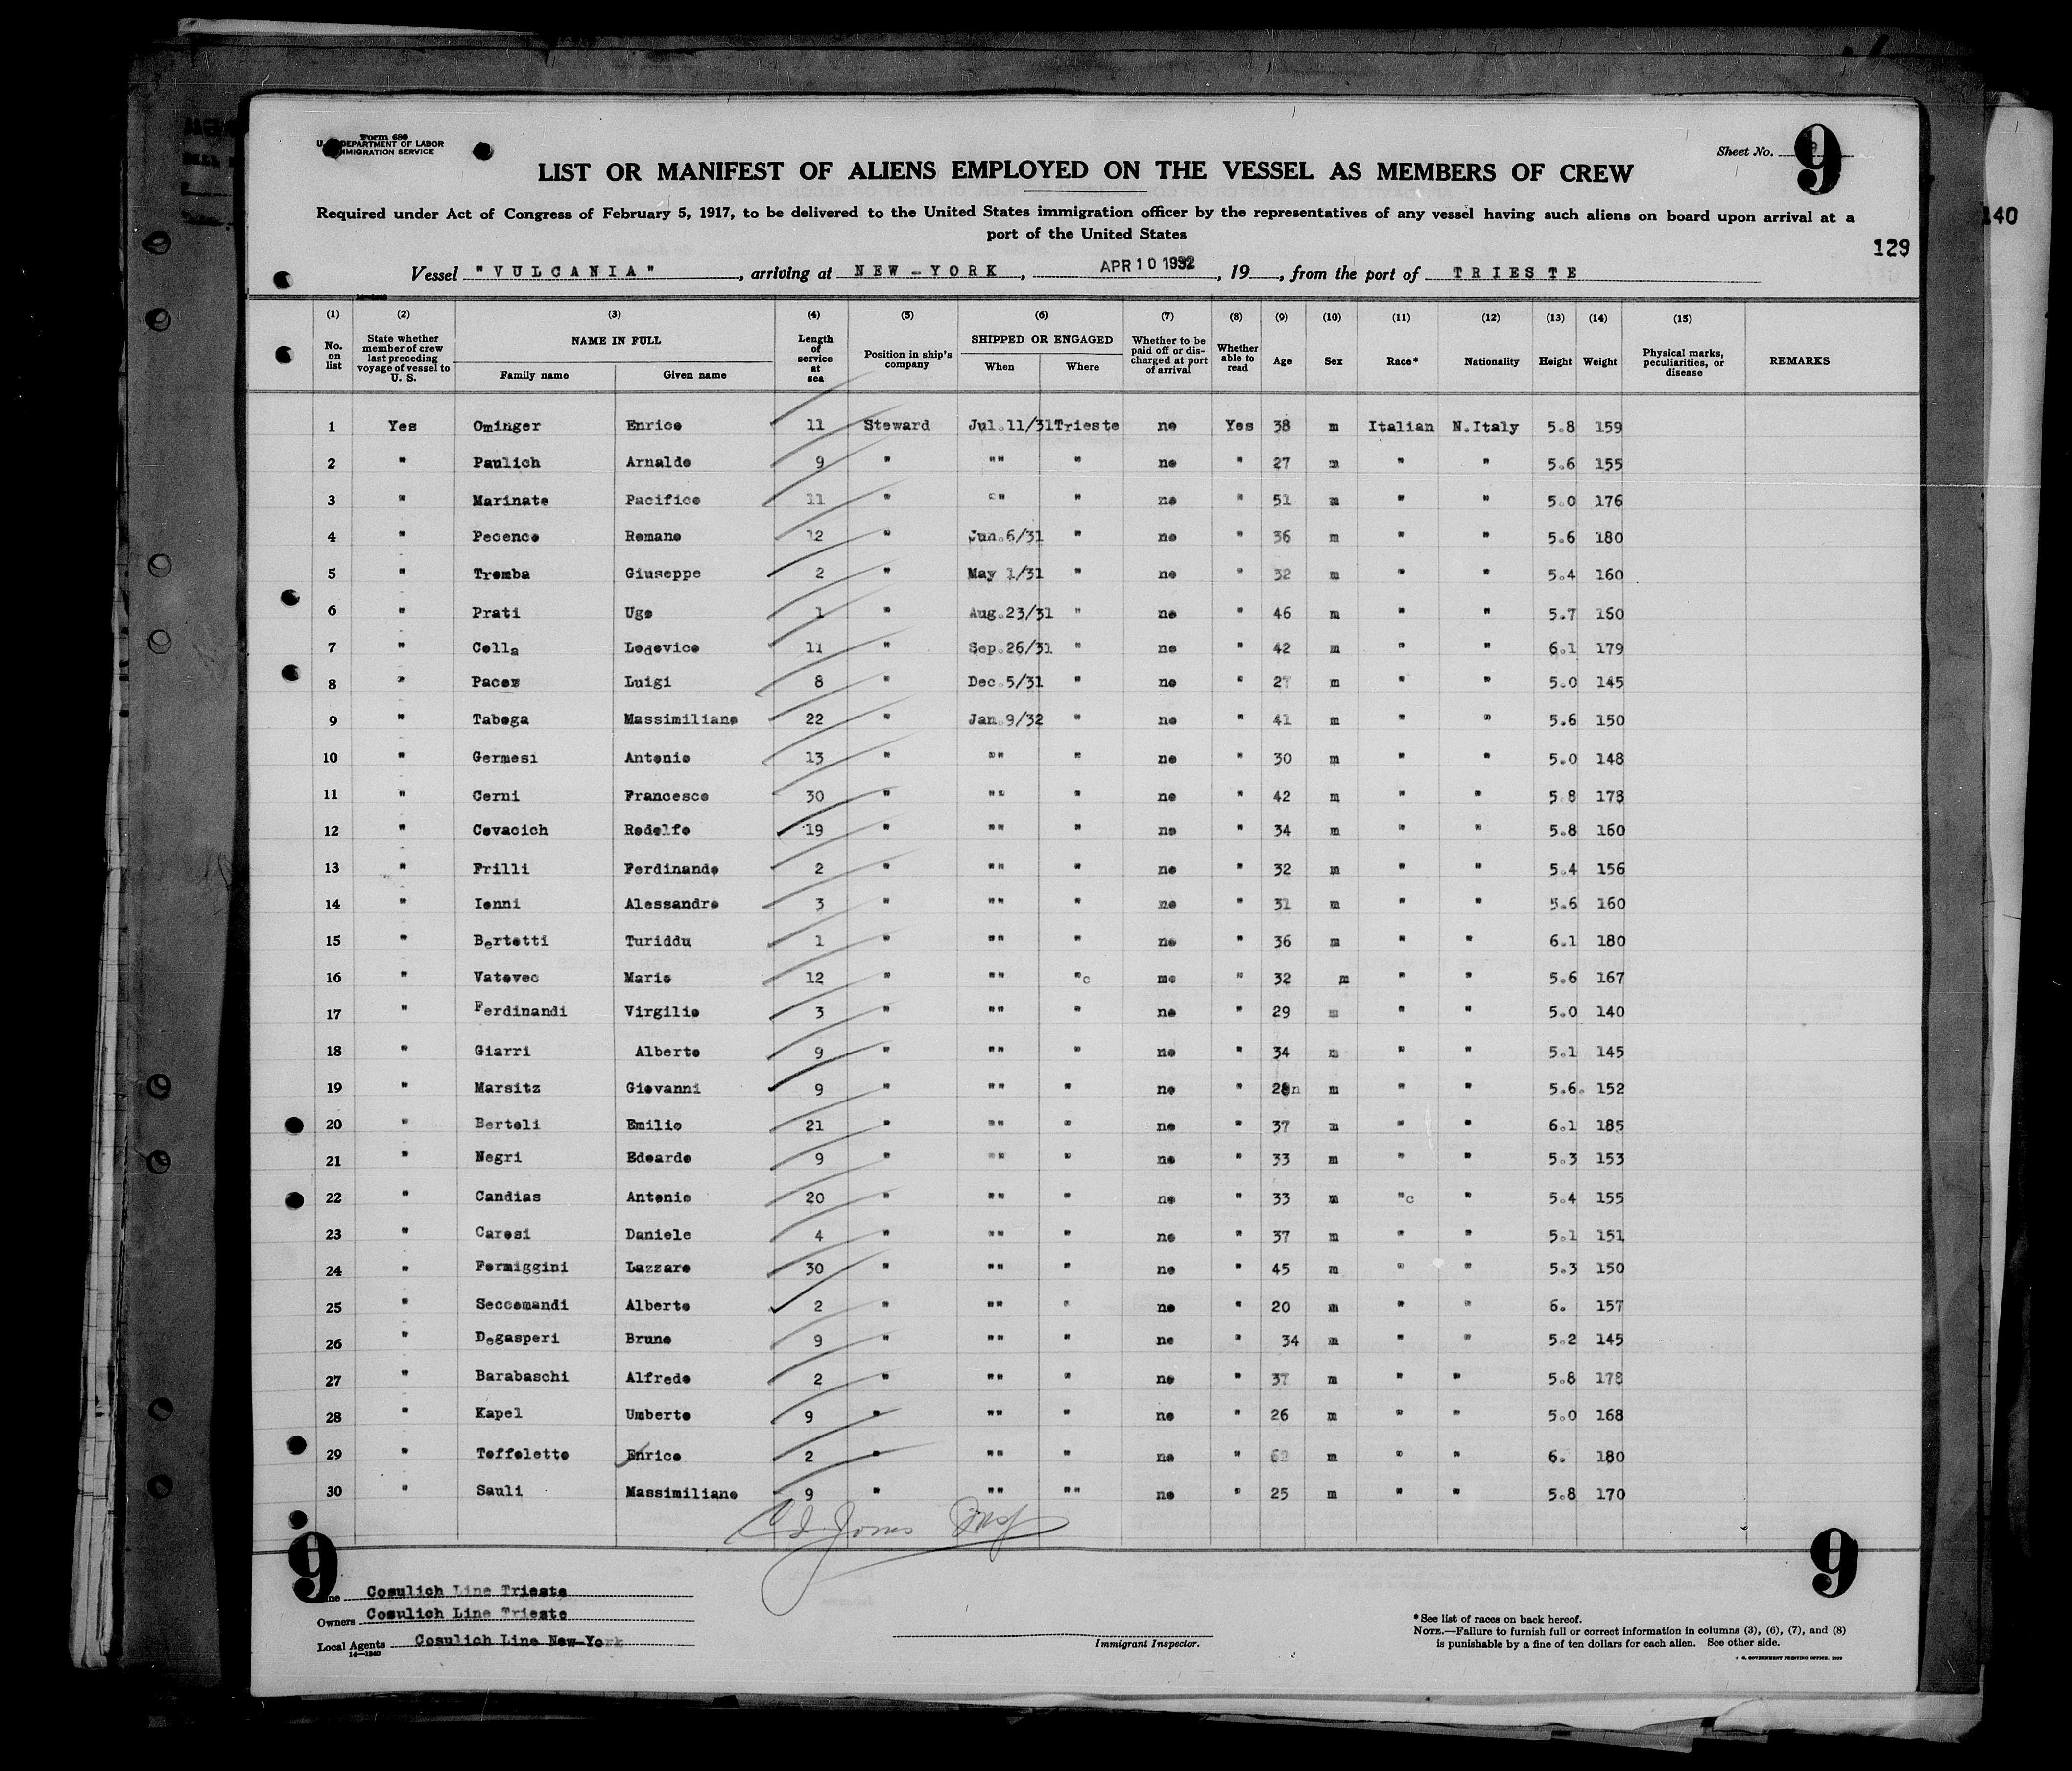 Form 680
U. S. DEPARTMENT OF LABOR
IMMIGRATION SERVICE
Sheet No. 9
9
LIST OR MANIFEST OF ALIENS EMPLOYED ON THE VESSEL AS MEMBERS OF CREW
Required under Act of Congress of February 5, 1917, to be delivered to the United States immigration officer by the representatives of any vessel having such aliens on board upon arrival at a
port of the United States
140
129
Vessel "VULCANIA", arriving at NEW-YORK, APR 10 1932, 19, from the port of TRIESTE
(1) (2) (3) (4) (5) (6) (7) (8) (9) (10) (11) (12) (13) (14) (15)
No. on list State whether member of crew last preceding voyage of vessel to U. S. NAME IN FULL Family name Given name Length of service at sea Position in ship's company SHIPPED OR ENGAGED When Where Whether to be paid off or discharged at port of arrival Whether able to read Age Sex Race* Nationality Height Weight Physical marks, peculiarities, or disease REMARKS
1 Yes Ominger Enrico 11 Steward Jul.11/31 Trieste no Yes 38 m Italian N.Italy 5.8 159
2 " Paulich Arnaldo 9 " "" " no " 27 m " " 5.6 155
3 " Marinate Pacifico 11 " "" " no " 51 m " " 5.0 176
4 " Pecenco Romano 12 " Jun.6/31 " no " 36 m " " 5.6 180
5 " Tromba Giuseppe 2 " May 1/31 " no " 32 m " " 5.4 160
6 " Prati Ugo 1 " Aug.23/31 " no " 46 m " " 5.7 160
7 " Colla Lodovico 11 " Sep.26/31 " no " 42 m " " 6.1 179
8 " Pacor Luigi 8 " Dec.5/31 " no " 27 m " " 5.0 145
9 " Taboga Massimiliano 22 " Jan.9/32 " no " 41 m " " 5.6 150
10 " Germesi Antonio 13 " "" " no " 30 m " " 5.0 148
11 " Cerni Francesco 30 " "" " no " 42 m " " 5.8 178
12 " Covacich Rodolfo 19 " "" " no " 34 m " " 5.8 160
13 " Frilli Ferdinando 2 " "" " no " 32 m " " 5.4 156
14 " Ienni Alessandro 3 " "" " no " 31 m " " 5.6 160
15 " Bertotti Turiddu 1 " "" " no " 36 m " " 6.1 180
16 " Vatovec Mario 12 " "" "c mo " 32 m " " 5.6 167
17 " Ferdinandi Virgilio 3 " "" " no " 29 m " " 5.0 140
18 " Giarri Alberto 9 " "" " no " 34 m " " 5.1 145
19 " Marsitz Giovanni 9 " "" " no " 28n m " " 5.6. 152
20 " Bertoli Emilio 21 " "" " no " 37 m " " 6.1 185
21 " Negri Edoardo 9 " "" " no " 33 m " " 5.3 153
22 " Candias Antonio 20 " "" " no " 33 m "c " 5.4 155
23 " Caresi Daniele 4 " "" " no " 37 m " " 5.1 151
24 " Formiggini Lazzaro 30 " "" " no " 45 m " " 5.3 150
25 " Seccomandi Alberto 2 " "" " no " 20 m " " 6. 157
26 " Degasperi Bruno 9 " "" " no " 34 m " " 5.2 145
27 " Barabaschi Alfredo 2 " "" " no " 37 m " " 5.8 178
28 " Kapel Umberto 9 " "" " no " 26 m " " 5.0 168
29 " Toffoletto Enrico 2 " "" " no " m " " 6. 180
30 " Sauli Massimiliano 9 " "" "" no " 25 m " " 5.8 170
Jones
9
9
Line Cosulich Line Trieste
Owners Cosulich Line Trieste
Local Agents Cosulich Line New-York
14—1240
Immigrant Inspector.
*See list of races on back hereof.
NOTE.—Failure to furnish full or correct information in columns (3), (6), (7), and (8)
is punishable by a fine of ten dollars for each alien. See other side.